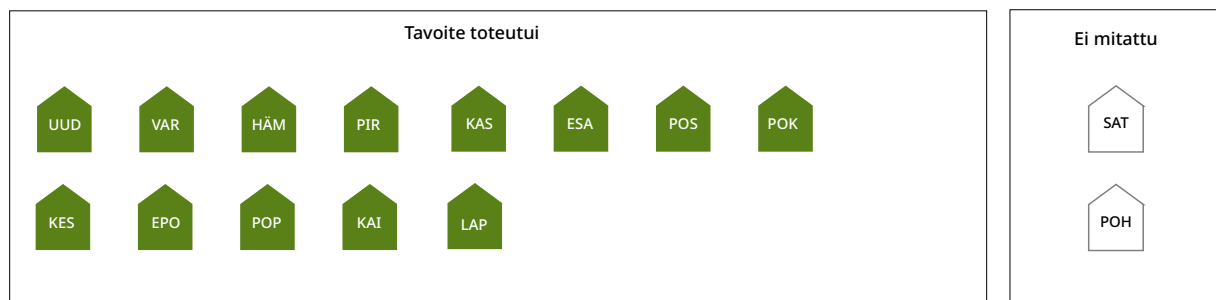 Tavoite toteutui
UUD VAR HÄM PIR KAS ESA POS POK
KES EPO POP KAI LAP
Ei mitattu
SAT
POH